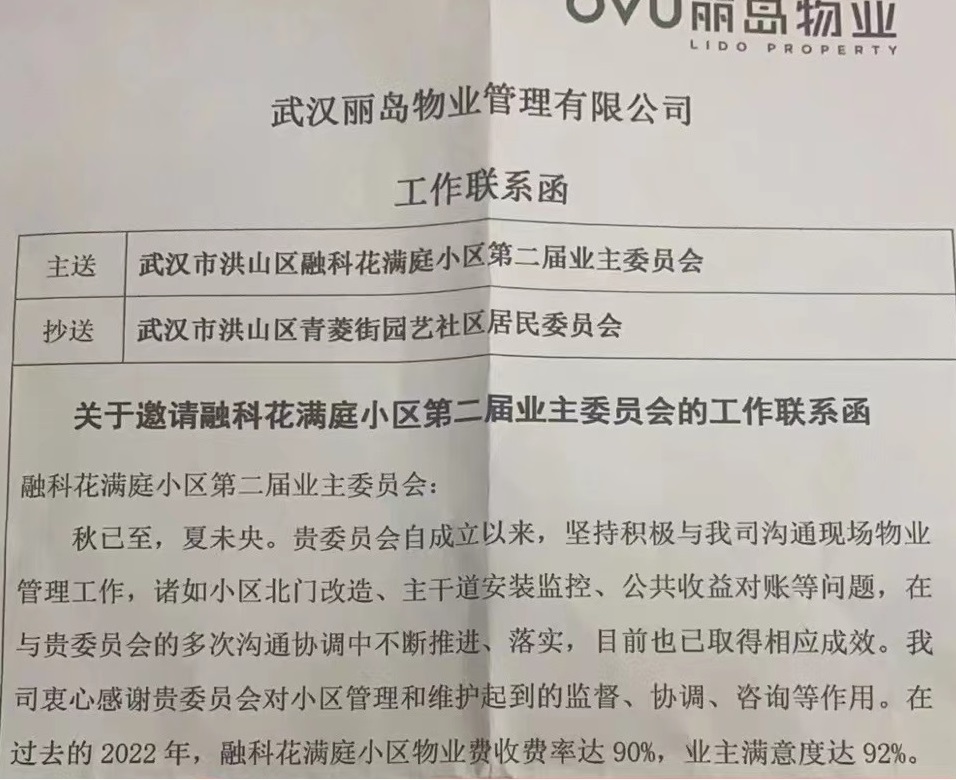 OVU丽岛物业
LIDO PROPERTY
武汉丽岛物业管理有限公司
工作联系函
主送 武汉市洪山区融科花满庭小区第二届业主委员会
抄送 武汉市洪山区青菱街园艺社区居民委员会
关于邀请融科花满庭小区第二届业主委员会的工作联系函
融科花满庭小区第二届业主委员会：
秋已至，夏未央。贵委员会自成立以来，坚持积极与我司沟通现场物业
管理工作，诸如小区北门改造、主干道安装监控、公共收益对账等问题，在
与贵委员会的多次沟通协调中不断推进、落实，目前也已取得相应成效。我
司衷心感谢贵委员会对小区管理和维护起到的监督、协调、咨询等作用。在
过去的 2022 年，融科花满庭小区物业费收费率达 90%，业主满意度达 92%。